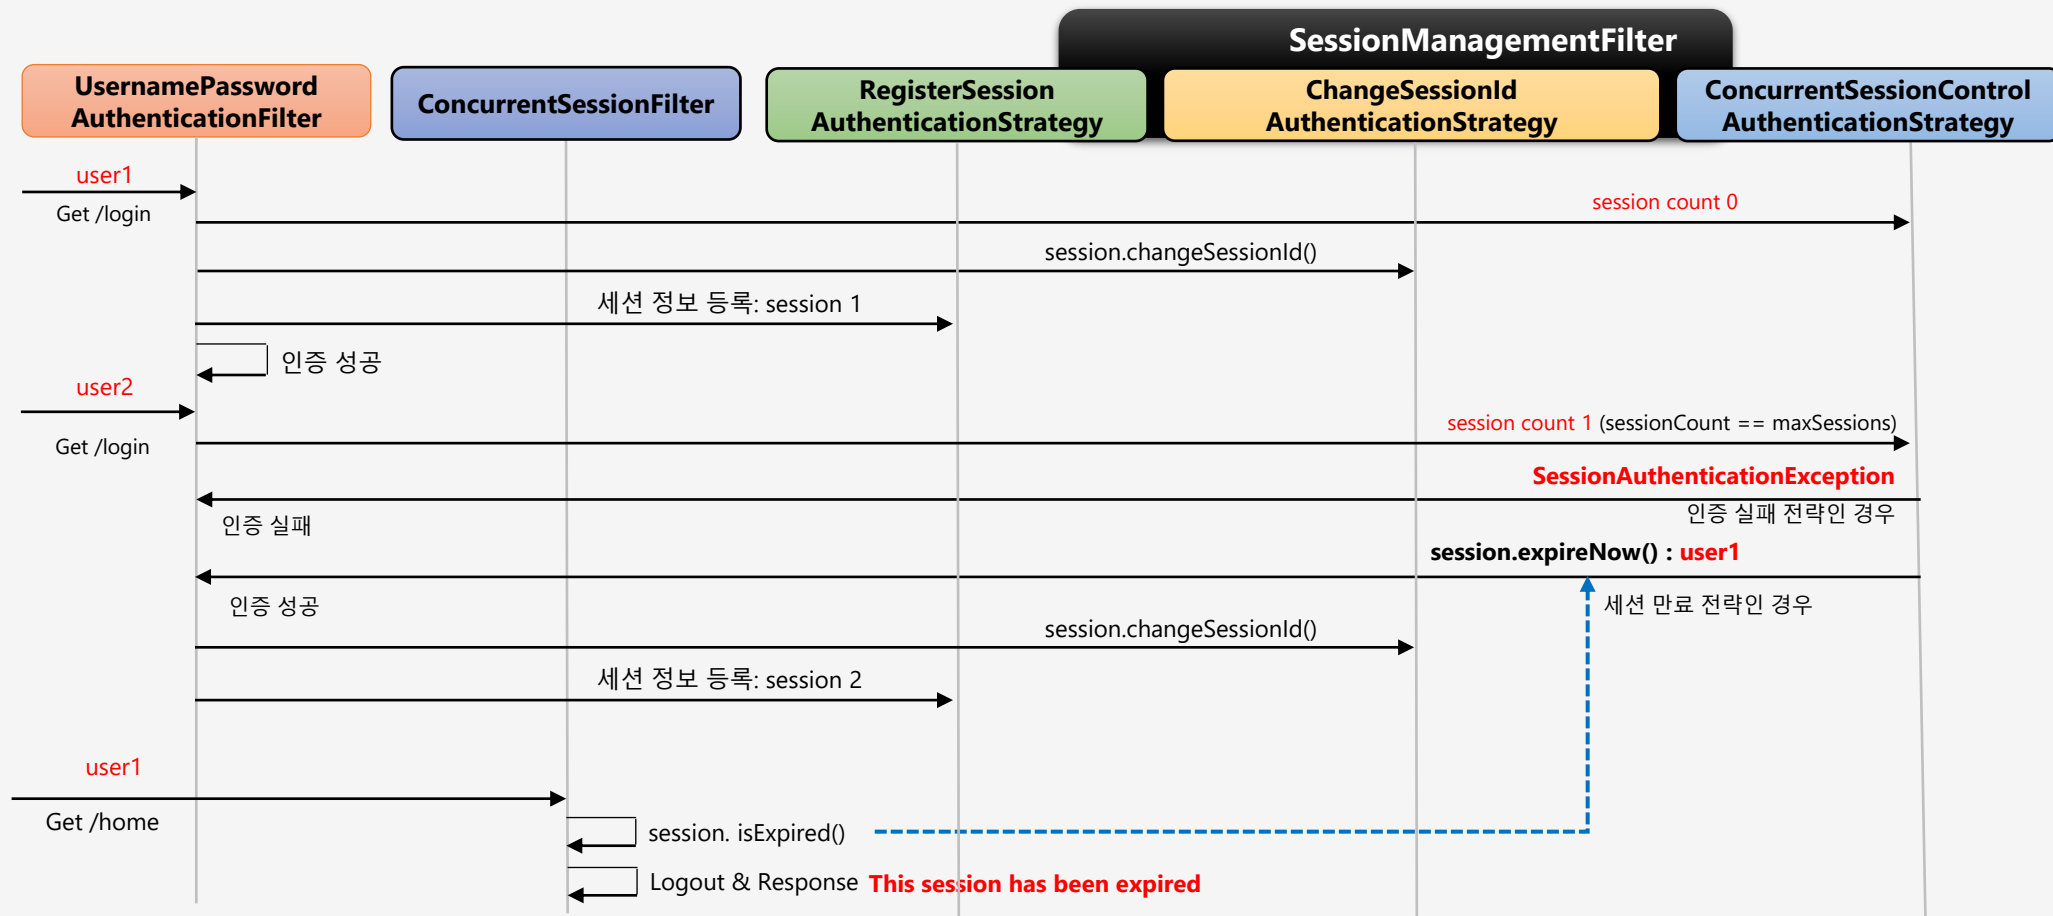 SessionManagementFilter
UsernamePassword
AuthenticationFilter
ConcurrentSessionFilter
RegisterSession
AuthenticationStrategy
ChangeSessionId
AuthenticationStrategy
ConcurrentSessionControl
AuthenticationStrategy
user1
Get /login
session count 0
session.changeSessionId()
세션 정보 등록: session 1
인증 성공
user2
Get /login
session count 1 (sessionCount == maxSessions)
SessionAuthenticationException
인증 실패
인증 실패 전략인 경우
session.expireNow() : user1
인증 성공
세션 만료 전략인 경우
session.changeSessionId()
세션 정보 등록: session 2
user1
Get /home
session. isExpired()
Logout & Response This session has been expired